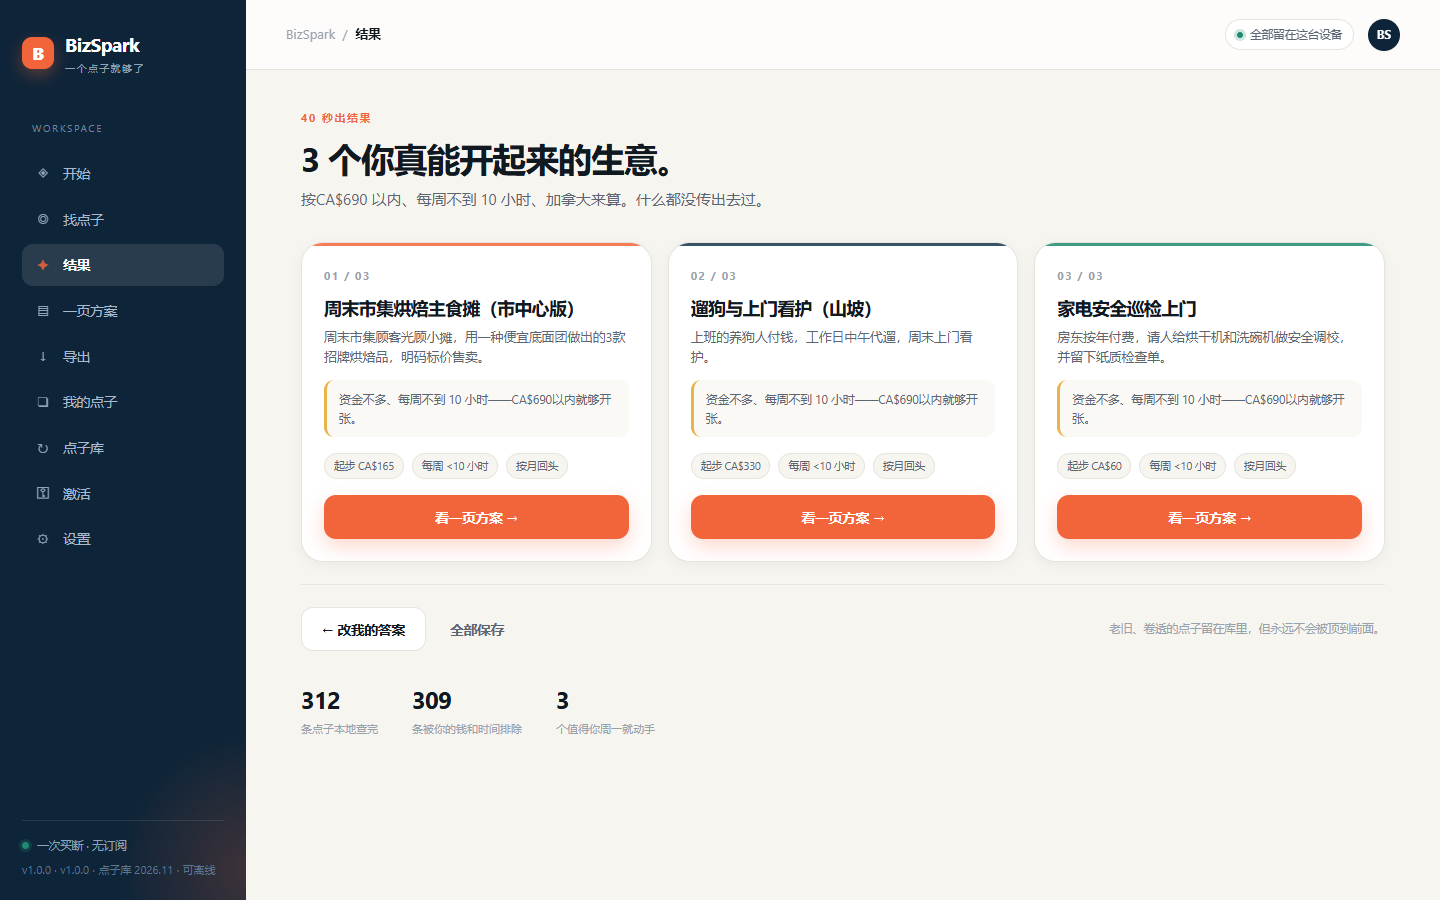 B
BizSpark
一个点子就够了
WORKSPACE
开始
找点子
结果
一页方案
导出
我的点子
点子库
激活
设置
一次买断 · 无订阅
v1.0.0 · v1.0.0 · 点子库 2026.11 · 可离线
BizSpark / 结果
全部留在这台设备
BS
40 秒出结果
3 个你真能开起来的生意。
按CA$690 以内、每周不到 10 小时、加拿大来算。什么都没传出去过。
01 / 03
周末市集烘焙主食摊（市中心版）
周末市集顾客光顾小摊，用一种便宜底面团做出的3款
招牌烘焙品，明码标价售卖。
资金不多、每周不到 10 小时——CA$690以内就够开
张。
起步 CA$165
每周 <10 小时
按月回头
看一页方案 →
02 / 03
遛狗与上门看护（山坡）
上班的养狗人付钱，工作日中午代遛，周末上门看
护。
资金不多、每周不到 10 小时——CA$690以内就够开
张。
起步 CA$330
每周 <10 小时
按月回头
看一页方案 →
03 / 03
家电安全巡检上门
房东按年付费，请人给烘干机和洗碗机做安全调校，
并留下纸质检查单。
资金不多、每周不到 10 小时——CA$690以内就够开
张。
起步 CA$60
每周 <10 小时
按月回头
看一页方案 →
← 改我的答案
全部保存
老旧、卷透的点子留在库里，但永远不会被顶到前面。
312
条点子本地查完
309
条被你的钱和时间排除
3
个值得你周一就动手